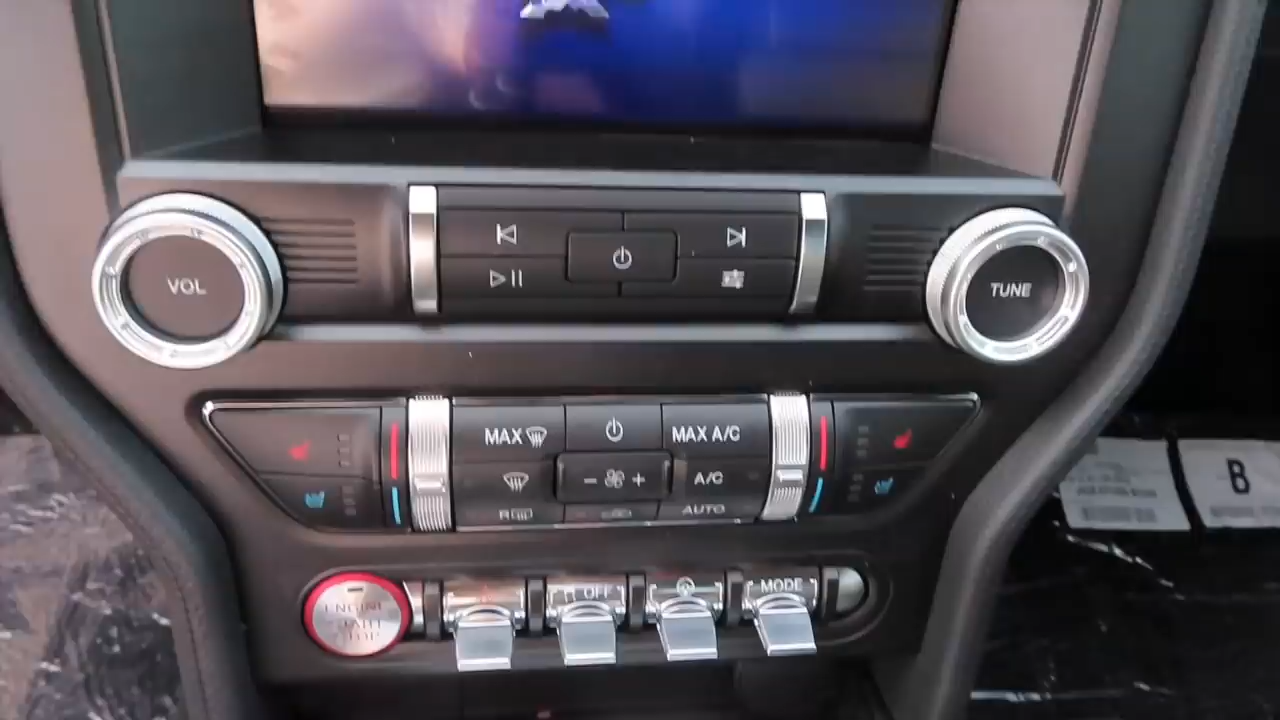 VOL
TUNE
MAX
MAX A/C
A/C
R
AUTO
ENGINE
START
STOP
OFF
MODE
B